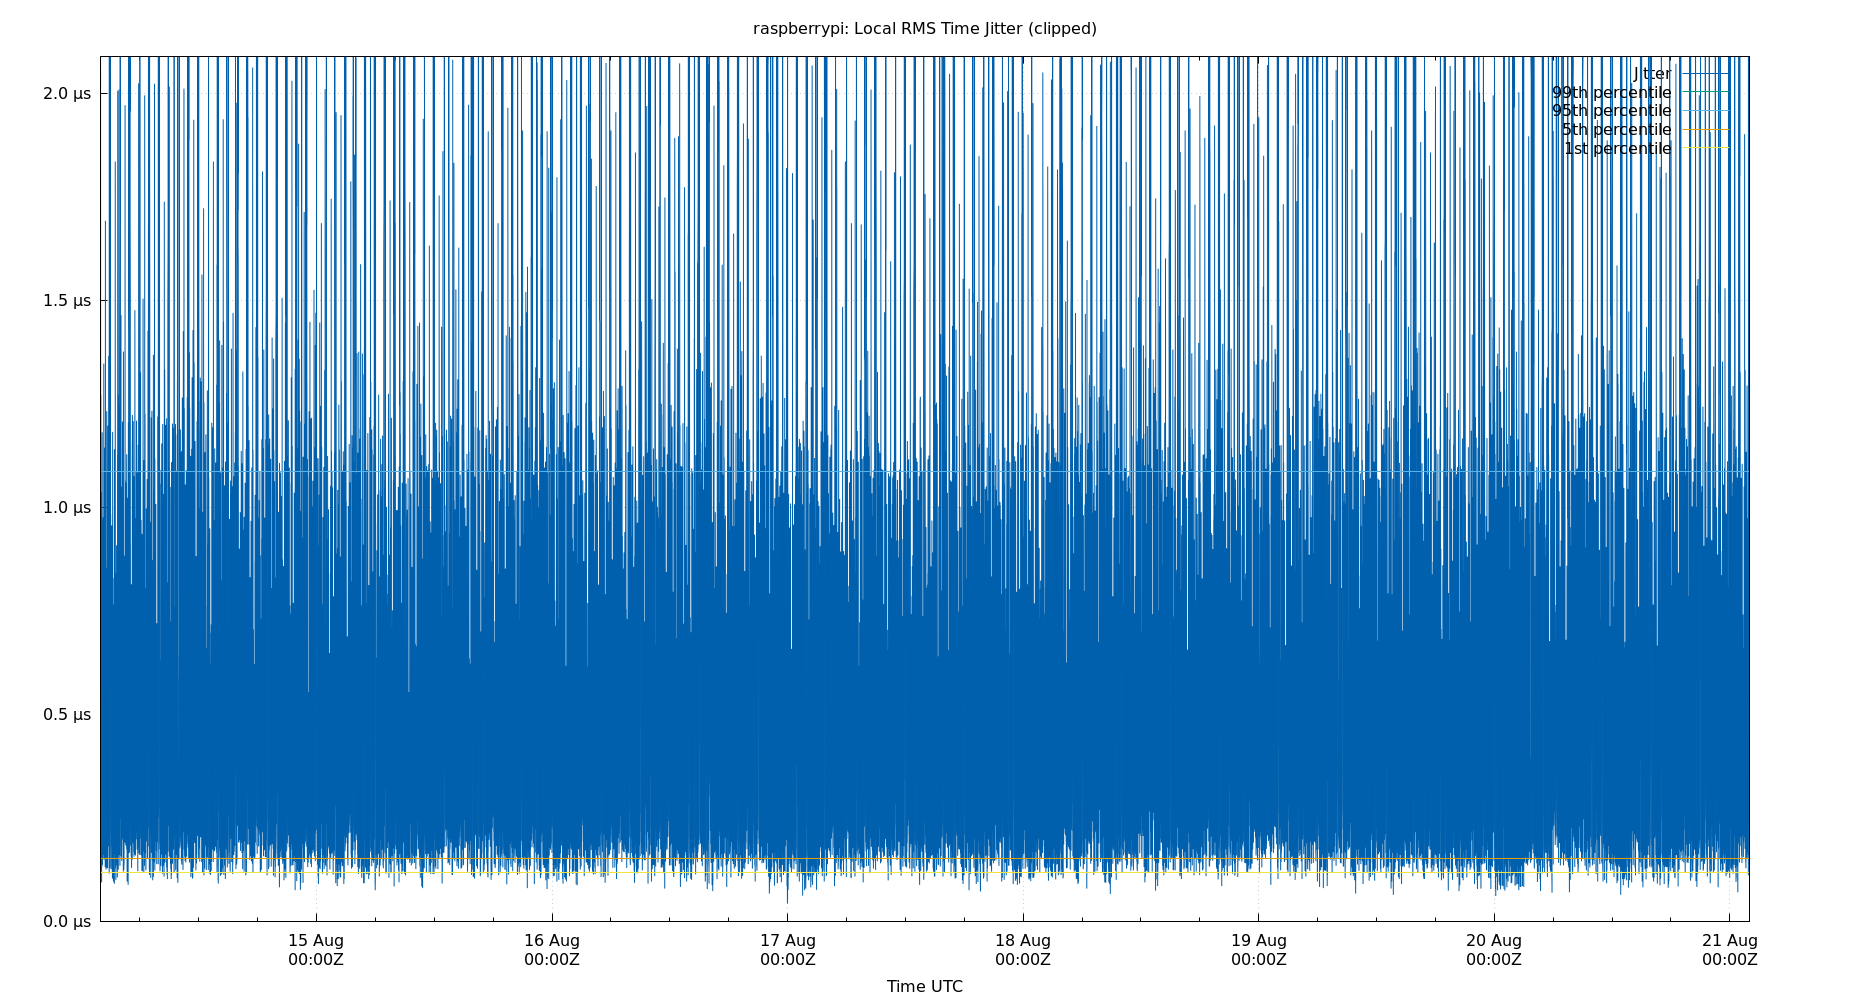 raspberrypi: Local RMS Time Jitter (clipped)
Jitter
99th percentile
95th percentile
5th percentile
1st percentile
2.0 µs
1.5 µs
1.0 µs
0.5 µs
0.0 µs
15 Aug 16 Aug 17 Aug 18 Aug 19 Aug 20 Aug 21 Aug
00:00Z 00:00Z 00:00Z 00:00Z 00:00Z 00:00Z 00:00Z
Time UTC